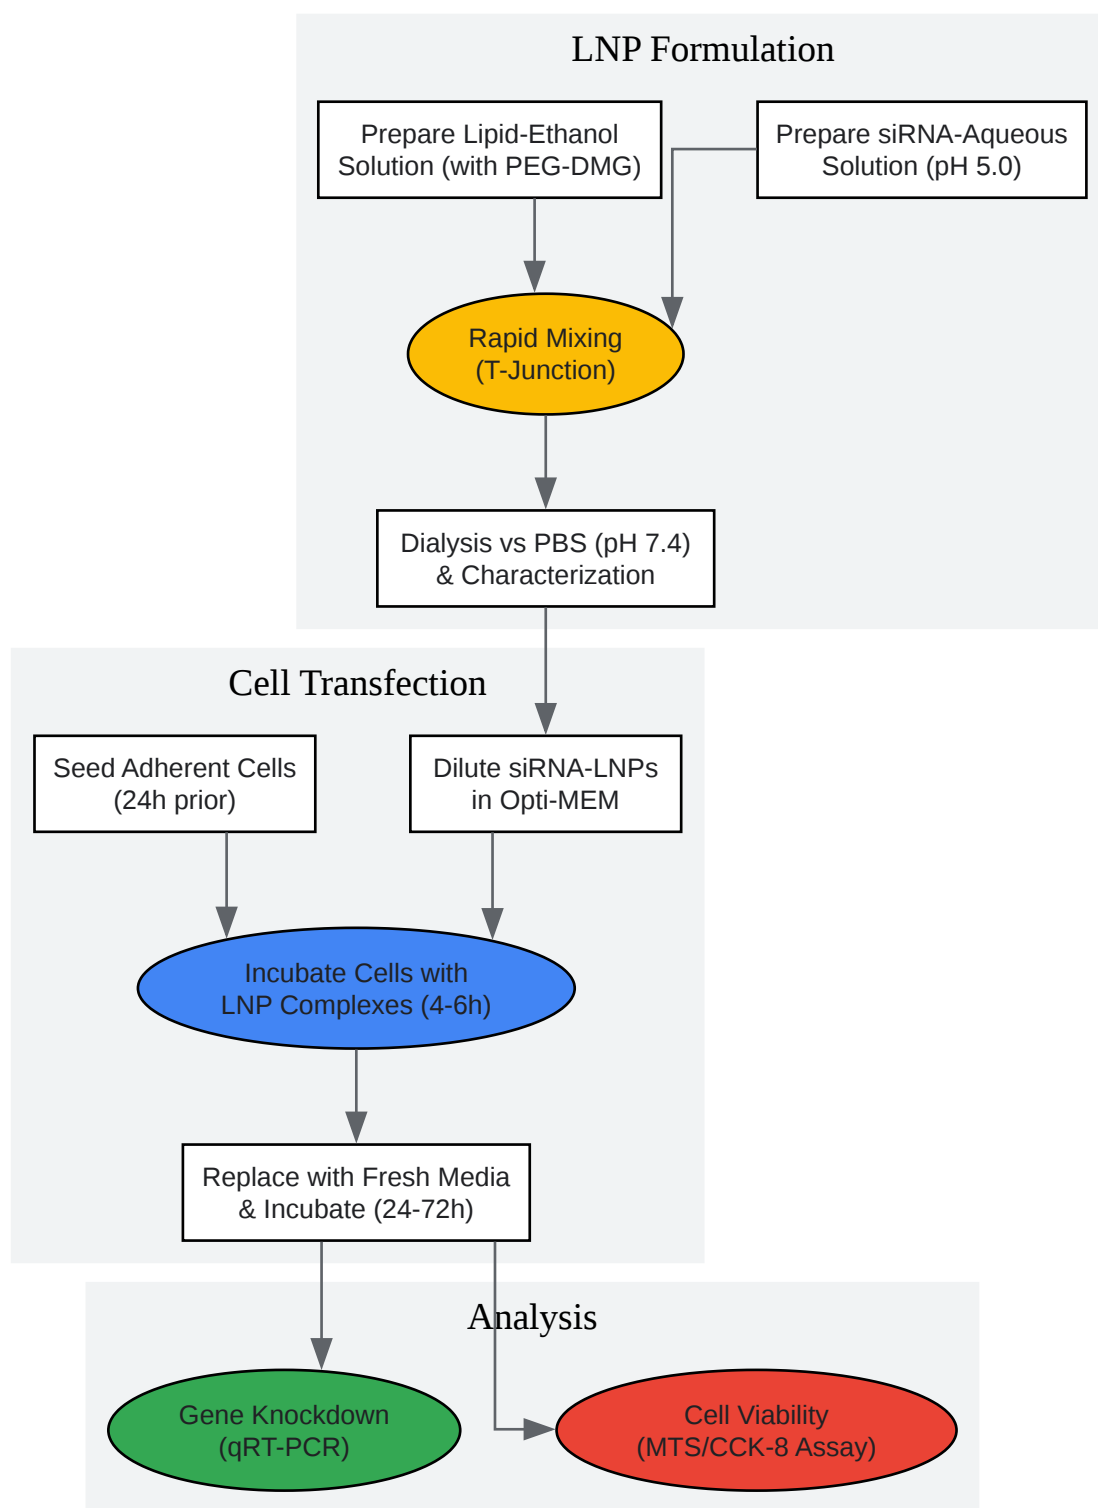 LNP Formulation
Prepare Lipid-Ethanol
Solution (with PEG-DMG)
Prepare siRNA-Aqueous
Solution (pH 5.0)
Rapid Mixing
(T-Junction)
Dialysis vs PBS (pH 7.4)
& Characterization
Cell Transfection
Seed Adherent Cells
(24h prior)
Dilute siRNA-LNPs
in Opti-MEM
Incubate Cells with
LNP Complexes (4-6h)
Replace with Fresh Media
& Incubate (24-72h)
Analysis
Gene Knockdown
(qRT-PCR)
Cell Viability
(MTS/CCK-8 Assay)